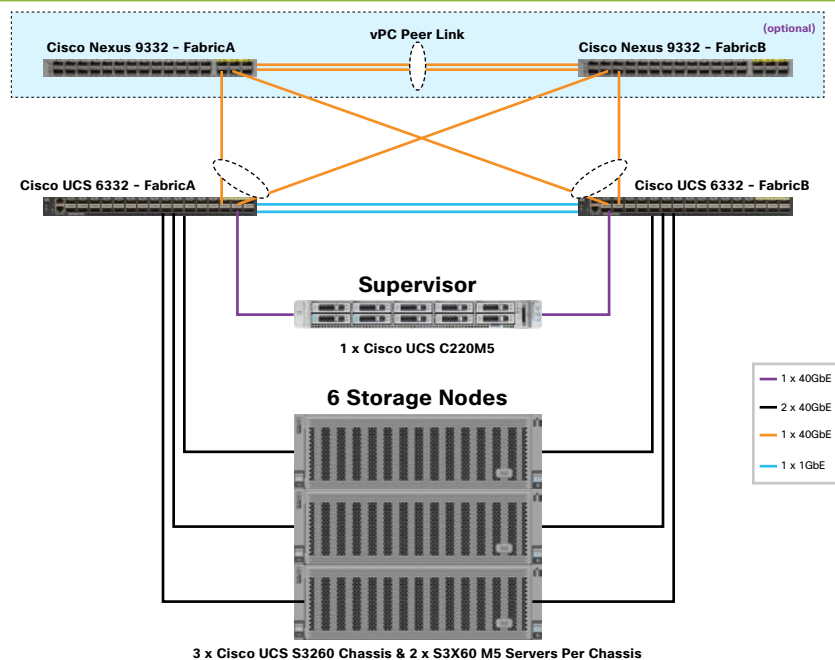 (optional)
vPC Peer Link
Cisco Nexus 9332 - FabricA
Cisco Nexus 9332 - FabricB
Cisco UCS 6332 - FabricA
Cisco UCS 6332 - FabricB
Supervisor
1 x Cisco UCS C220M5
1 x 40GbE
2 x 40GbE
1 x 40GbE
1 x 1GbE
6 Storage Nodes
3 x Cisco UCS S3260 Chassis & 2 x S3X60 M5 Servers Per Chassis